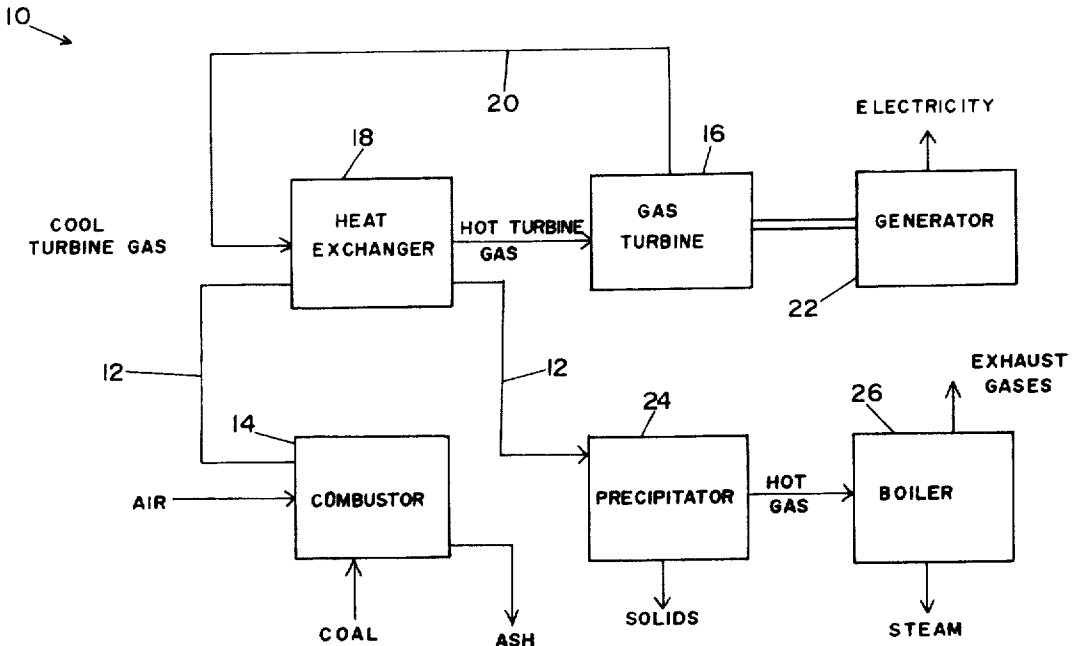 10
20
ELECTRICITY
18
16
COOL
TURBINE GAS
HEAT
EXCHANGER
HOT TURBINE
GAS
GAS
TURBINE
GENERATOR
22
12
12
EXHAUST
GASES
14
24
26
AIR
COMBUSTOR
PRECIPITATOR
HOT
GAS
BOILER
COAL
ASH
SOLIDS
STEAM